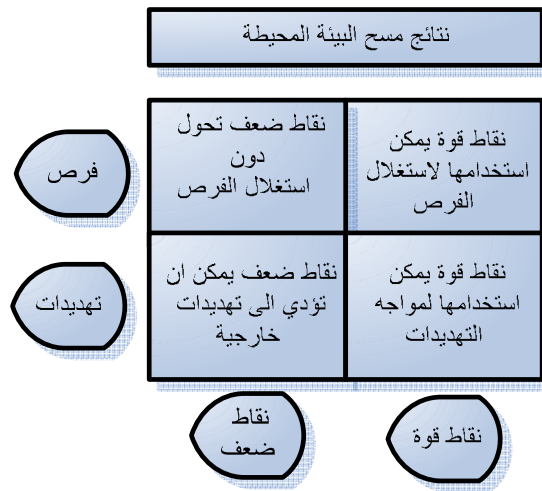 نتائج مسح البيئة المحيطة
نقاط قوة يمكن
استخدامها لاستغلال
الفرص
نقاط ضعف تحول
دون
استغلال الفرص
فرص
نقاط قوة يمكن
استخدامها لمواجه
التهديدات
نقاط ضعف يمكن ان
تؤدي الى تهديدات
خارجية
تهديدات
نقاط قوة
نقاط
ضعف